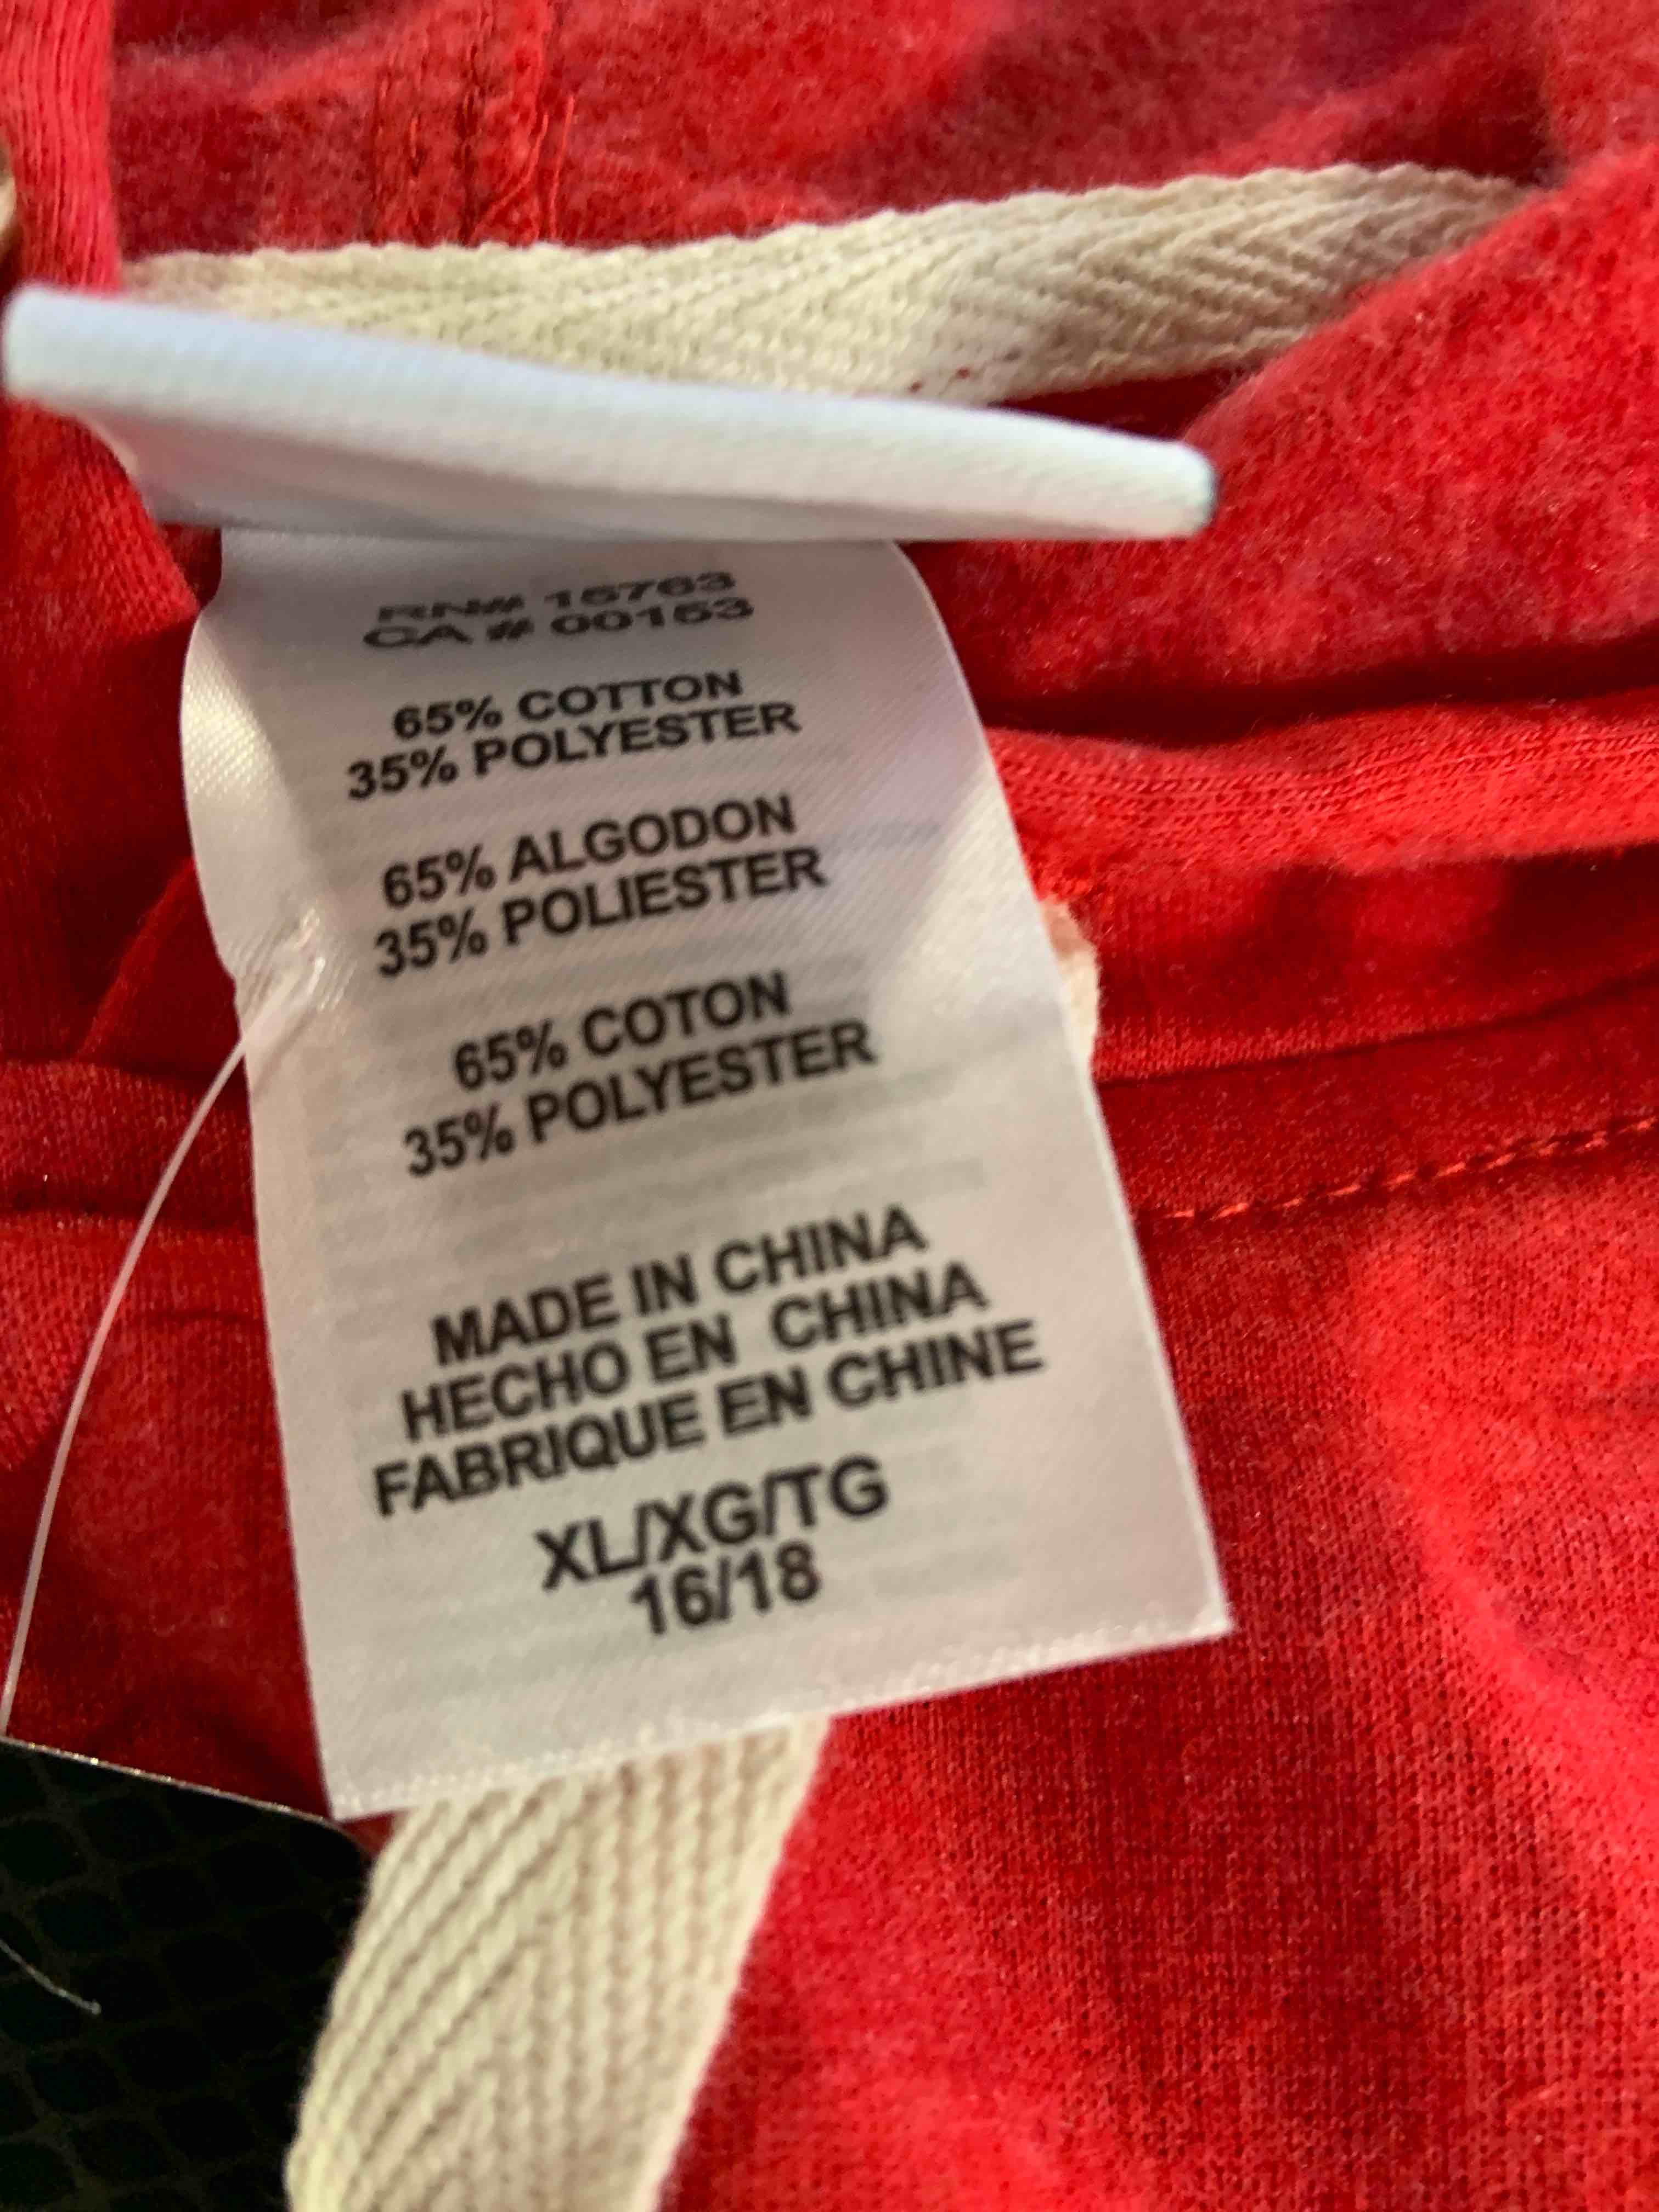 RN# 15763
CA # 00153
65% COTTON
35% POLYESTER
65% ALGODON
35% POLIESTER
65% COTON
35% POLYESTER
MADE IN CHINA
HECHO EN CHINA
FABRIQUE EN CHINE
XL/XG/TG
16/18